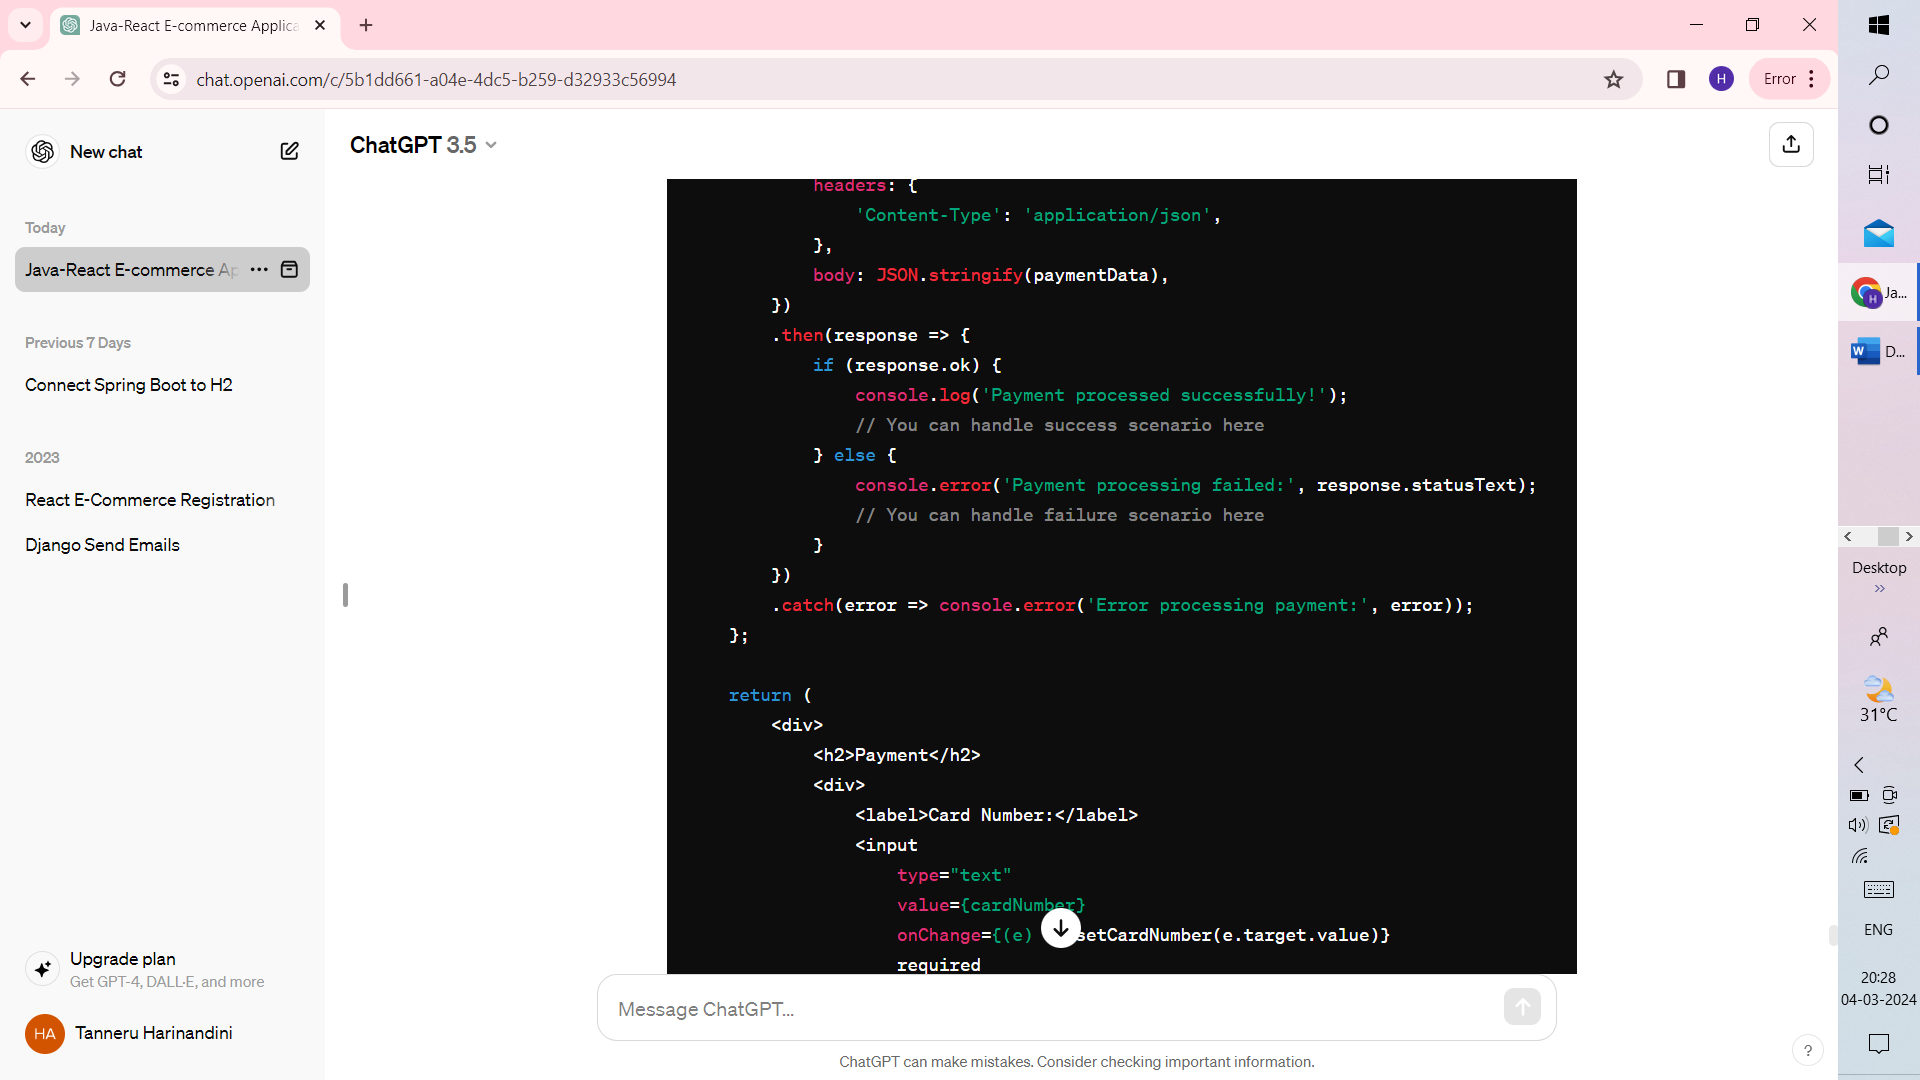 Java-React E-commerce Applica
chat.openai.com/c/5b1dd661-a04e-4dc5-b259-d32933c56994
H
Error
New chat
Today
Java-React E-commerce Ap
Previous 7 Days
Connect Spring Boot to H2
2023
React E-Commerce Registration
Django Send Emails
Upgrade plan
Get GPT-4, DALL·E, and more
HA
Tanneru Harinandini
ChatGPT 3.5
headers: {
'Content-Type': 'application/json',
},
body: JSON.stringify(paymentData),
})
.then(response => {
if (response.ok) {
console.log('Payment processed successfully!');
// You can handle success scenario here
} else {
console.error('Payment processing failed:', response.statusText);
// You can handle failure scenario here
}
})
.catch(error => console.error('Error processing payment:', error));
};
return (
<div>
<h2>Payment</h2>
<div>
<label>Card Number:</label>
<input
type="text"
value={cardNumber}
onChange={(e) setCardNumber(e.target.value)}
required
Message ChatGPT...
ChatGPT can make mistakes. Consider checking important information.
?
H
Ja...
W
D...
Desktop
31°C
ENG
20:28
04-03-2024